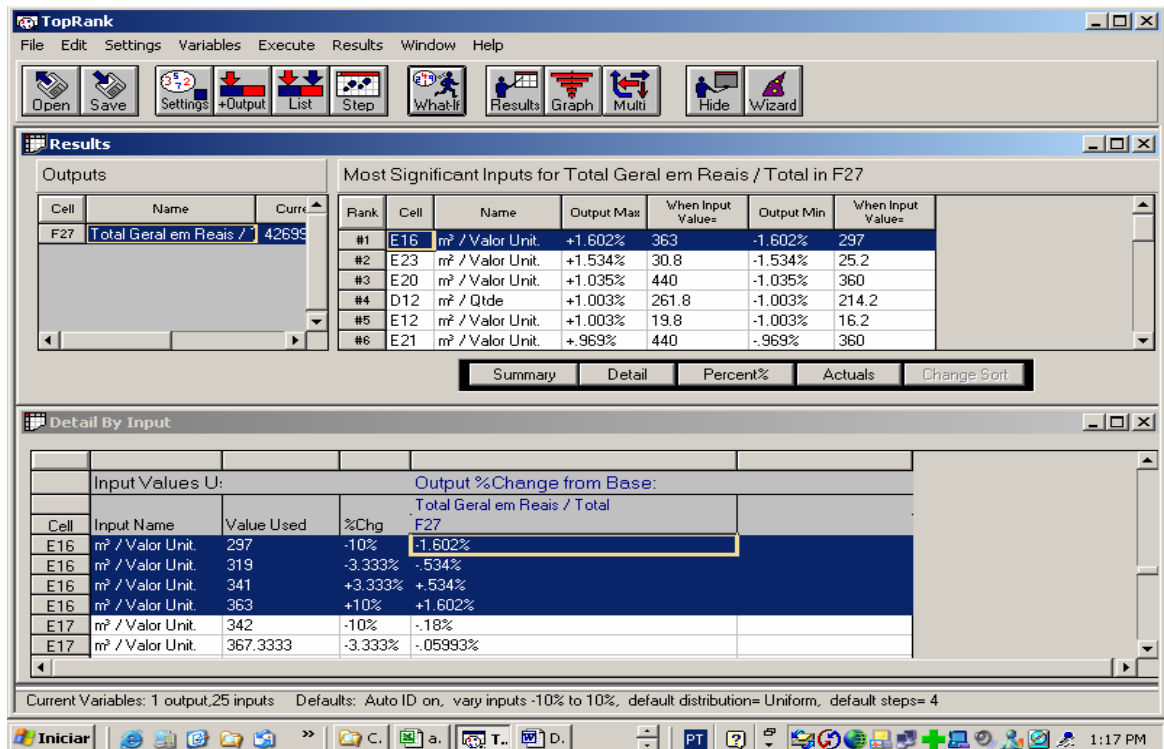 TopRank
File Edit Settings Variables Execute Results Window Help
Open Save Settings +Output List Step What-If Results Graph Multi Hide Wizard
Results
Outputs
Most Significant Inputs for Total Geral em Reais / Total in F27
Cell Name Curre
F27 Total Geral em Reais / T 42699
Rank Cell Name Output Max When Input Value= Output Min When Input Value=
#1 E16 m³ / Valor Unit. +1.602% 363 -1.602% 297
#2 E23 m² / Valor Unit. +1.534% 30.8 -1.534% 25.2
#3 E20 m² / Valor Unit. +1.035% 440 -1.035% 360
#4 D12 m² / Qtde +1.003% 261.8 -1.003% 214.2
#5 E12 m² / Valor Unit. +1.003% 19.8 -1.003% 16.2
#6 E21 m² / Valor Unit. +.969% 440 -.969% 360
Summary Detail Percent% Actuals Change Sort
Detail By Input
Input Values U: Output %Change from Base:
Total Geral em Reais / Total
Cell Input Name Value Used %Chg F27
E16 m³ / Valor Unit. 297 -10% -1.602%
E16 m³ / Valor Unit. 319 -3.333% -.534%
E16 m³ / Valor Unit. 341 +3.333% +.534%
E16 m³ / Valor Unit. 363 +10% +1.602%
E17 m³ / Valor Unit. 342 -10% -.18%
E17 m³ / Valor Unit. 367.3333 -3.333% -.05993%
Current Variables: 1 output,25 inputs Defaults: Auto ID on, vary inputs -10% to 10%, default distribution= Uniform, default steps= 4
Iniciar » C. a. T.. D. PT 1:17 PM